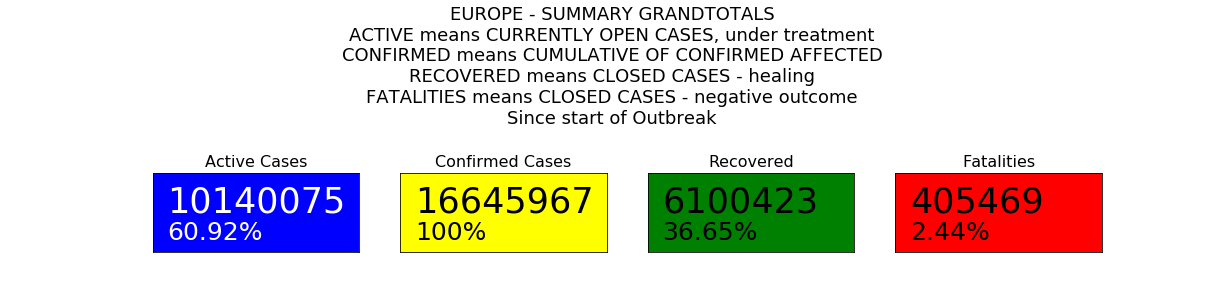 EUROPE - SUMMARY GRANDTOTALS
ACTIVE means CURRENTLY OPEN CASES, under treatment
CONFIRMED means CUMULATIVE OF CONFIRMED AFFECTED
RECOVERED means CLOSED CASES - healing
FATALITIES means CLOSED CASES - negative outcome
Since start of Outbreak
Active Cases
10140075
60.92%
Confirmed Cases
16645967
100%
Recovered
6100423
36.65%
Fatalities
405469
2.44%